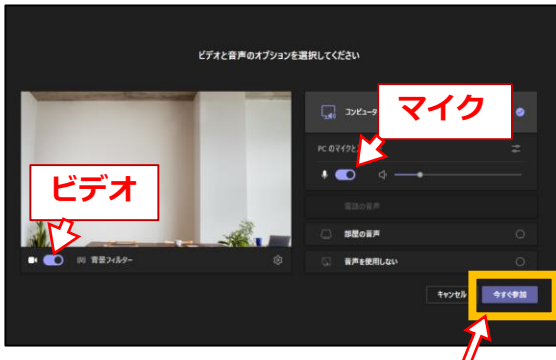 ビデオと音声のオプションを選択してください
コンピュータ
マイク
PC のマイクと
ビデオ
電話の音声
背景フィルター
部屋の音声
音声を使用しない
キャンセル
今すぐ参加